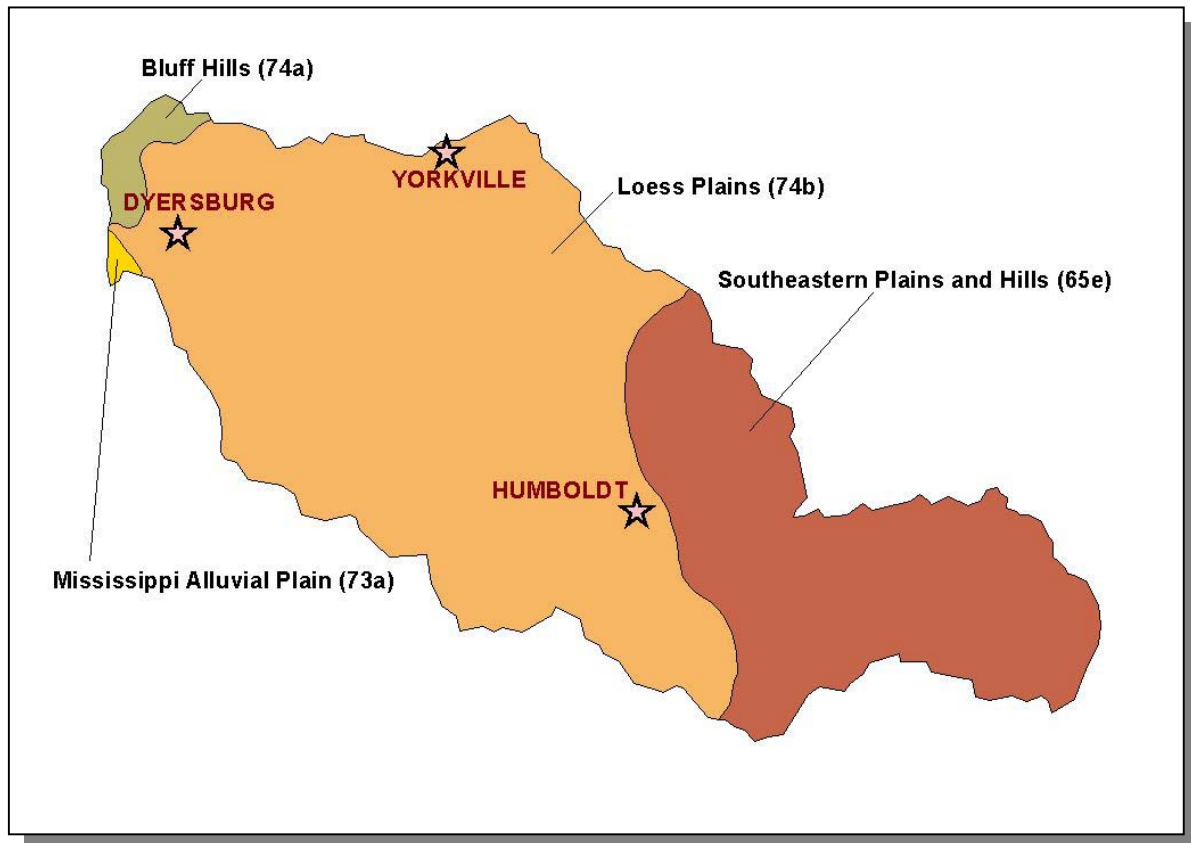 Bluff Hills (74a)
YORKVILLE
Loess Plains (74b)
DYERSBURG
Southeastern Plains and Hills (65e)
HUMBOLDT
Mississippi Alluvial Plain (73a)